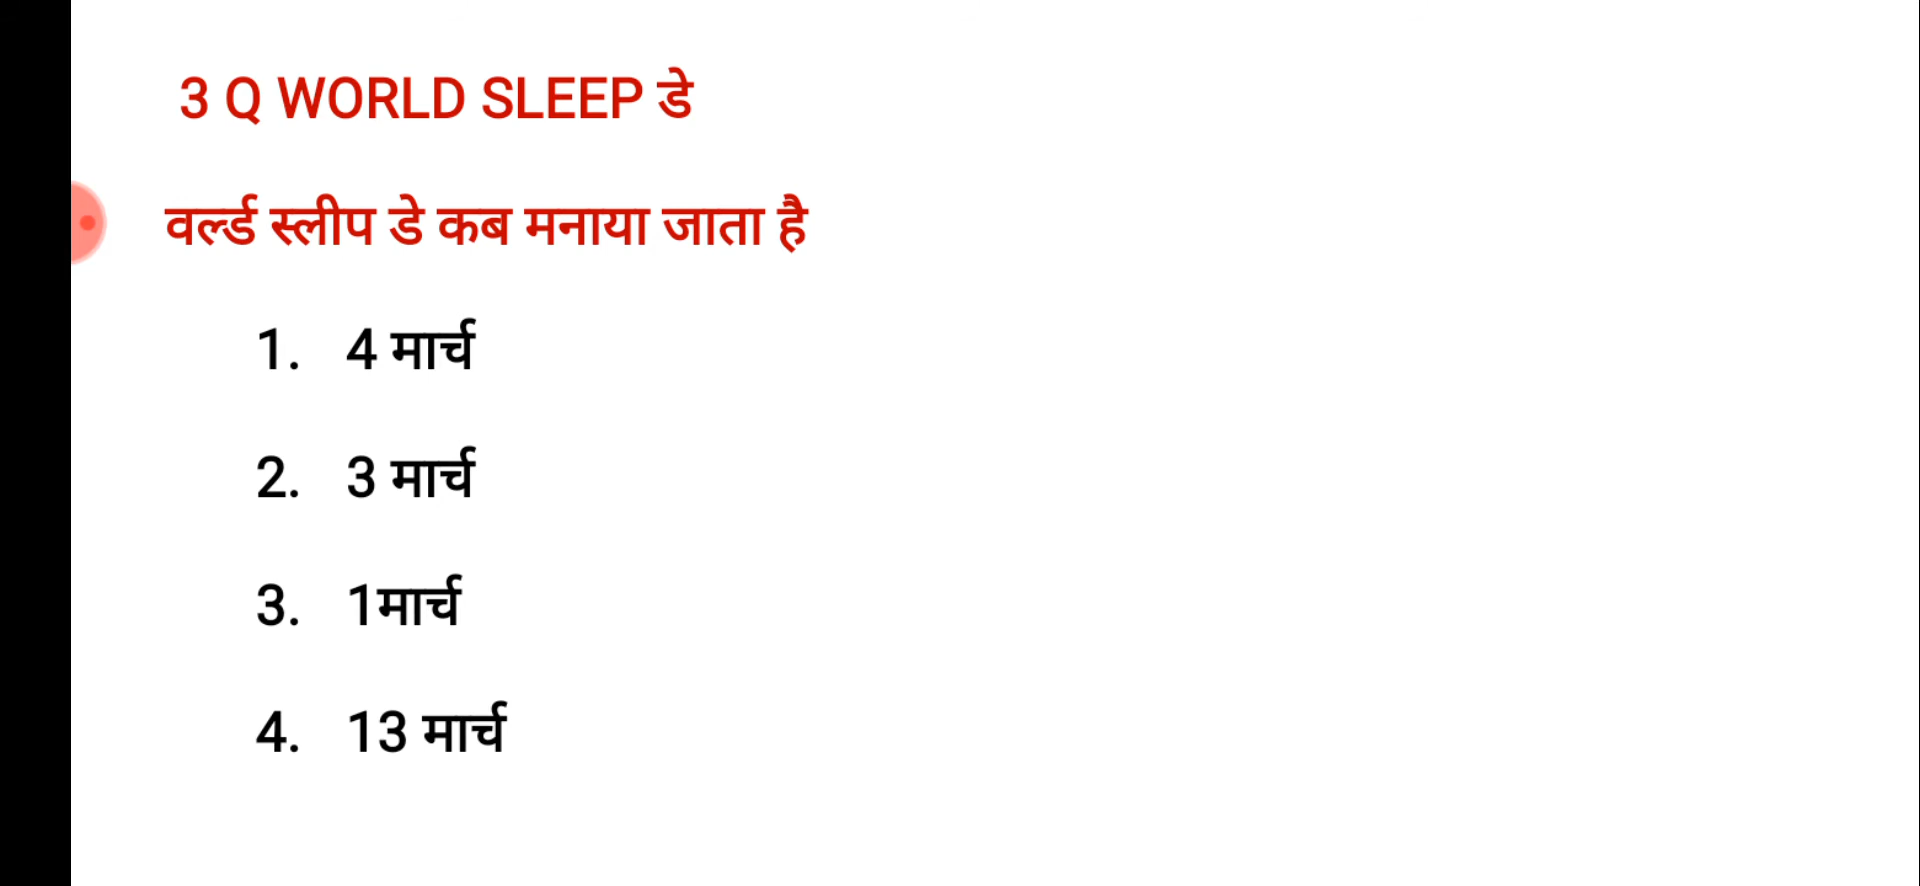 3 Q WORLD SLEEP डे
वर्ल्ड स्लीप डे कब मनाया जाता है
1. 4 मार्च
2. 3 मार्च
3. 1मार्च
4. 13 मार्च